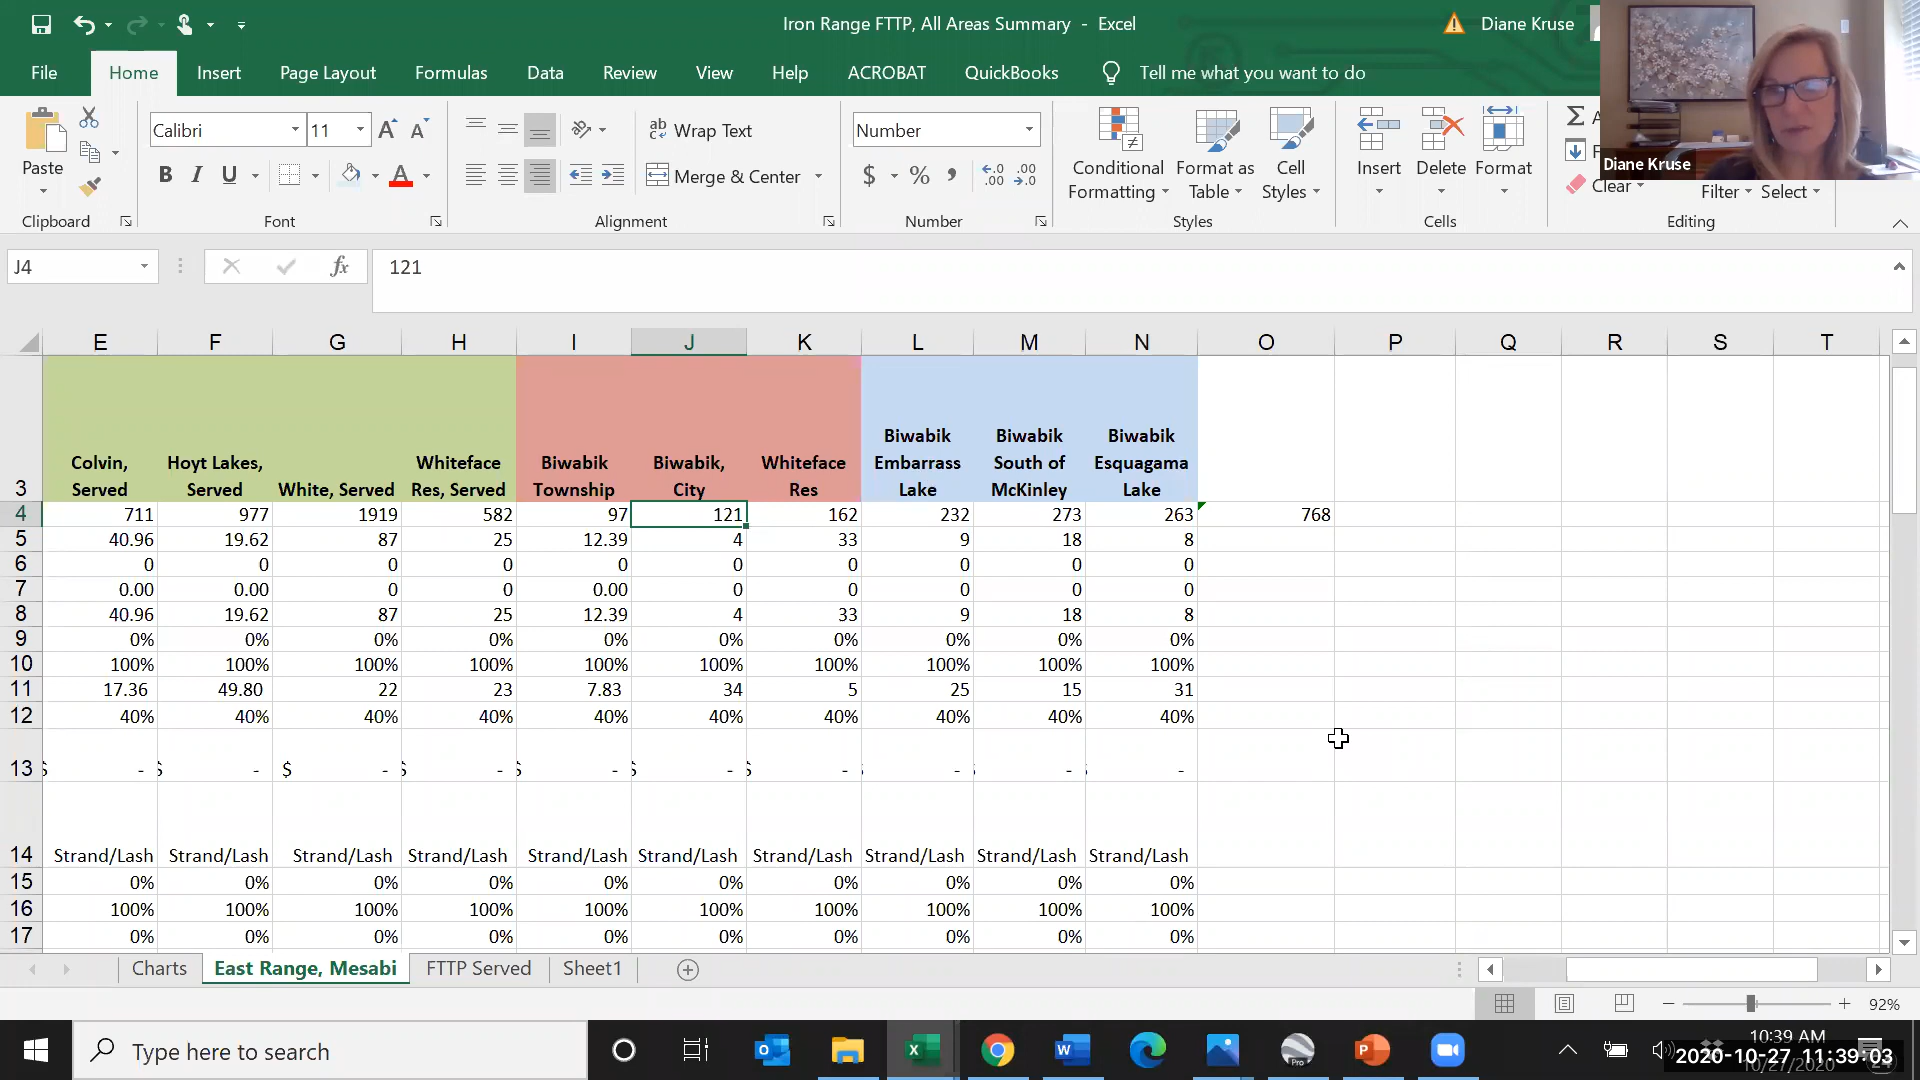 Iron Range FTTP, All Areas Summary - Excel
Diane Kruse
File Home Insert Page Layout Formulas Data Review View Help ACROBAT QuickBooks Tell me what you want to do
Paste
Calibri 11
Wrap Text
Merge & Center
Number
Conditional Formatting
Format as Table
Cell Styles
Insert Delete Format
Clear
Filter Select
Diane Kruse
Clipboard Font Alignment Number Styles Cells Editing
J4 fx 121
E F G H I J K L M N O P Q R S T
3 Colvin, Served Hoyt Lakes, Served White, Served Whiteface Res, Served Biwabik Township Biwabik, City Whiteface Res Biwabik Embarrass Lake Biwabik South of McKinley Biwabik Esquagama Lake
4 711 977 1919 582 97 121 162 232 273 263 768
5 40.96 19.62 87 25 12.39 4 33 9 18 8
6 0 0 0 0 0 0 0 0 0 0
7 0.00 0.00 0 0 0.00 0 0 0 0 0
8 40.96 19.62 87 25 12.39 4 33 9 18 8
9 0% 0% 0% 0% 0% 0% 0% 0% 0% 0%
10 100% 100% 100% 100% 100% 100% 100% 100% 100% 100%
11 17.36 49.80 22 23 7.83 34 5 25 15 31
12 40% 40% 40% 40% 40% 40% 40% 40% 40% 40%
13 $ - $ - $ - $ - $ - $ - $ - - - -
14 Strand/Lash Strand/Lash Strand/Lash Strand/Lash Strand/Lash Strand/Lash Strand/Lash Strand/Lash Strand/Lash Strand/Lash
15 0% 0% 0% 0% 0% 0% 0% 0% 0% 0%
16 100% 100% 100% 100% 100% 100% 100% 100% 100% 100%
17 0% 0% 0% 0% 0% 0% 0% 0% 0% 0%
Charts East Range, Mesabi FTTP Served Sheet1
92%
Type here to search
10:39 AM
2020-10-27 11:39:03
10/27/2020